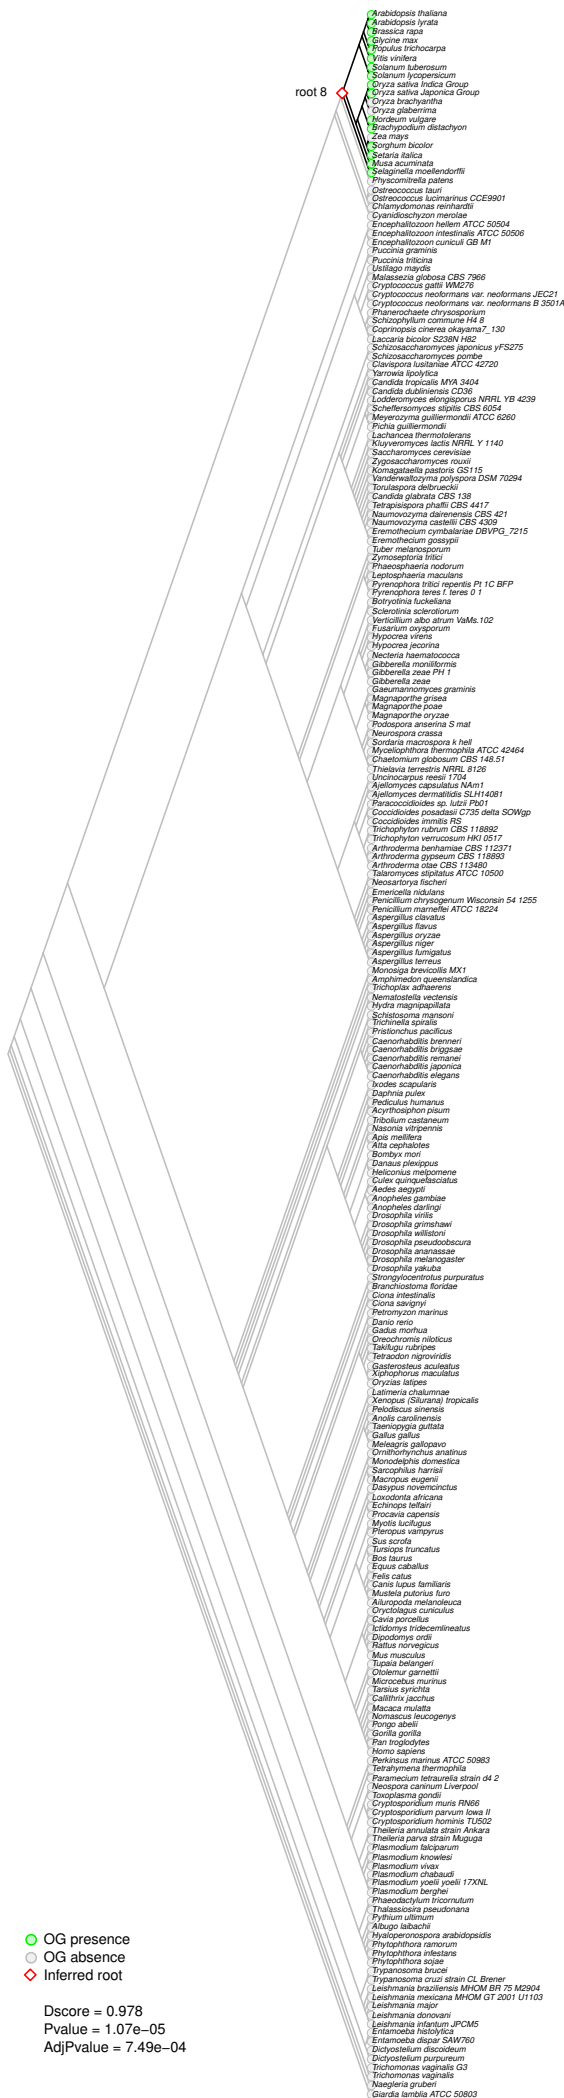 Arabidopsis thaliana
Arabidopsis lyrata
Brassica rapa
Glycine max
Populus trichocarpa
Vitis vinifera
Solanum tuberosum
Solanum lycopersicum
Oryza sativa Indica Group
root 8
Oryza sativa Japonica Group
Oryza brachyantha
Oryza glaberrima
Hordeum vulgare
Brachypodium distachyon
Zea mays
Sorghum bicolor
Setaria italica
Musa acuminata
Selaginella moellendorffii
Physcomitrella patens
Ostreococcus tauri
Ostreococcus lucimarinus CCE9901
Chlamydomonas reinhardtii
Cyanidioschyzon merolae
Encephalitozoon hellem ATCC 50504
Encephalitozoon intestinalis ATCC 50506
Encephalitozoon cuniculi GB M1
Puccinia graminis
Puccinia triticina
Ustilago maydis
Malassezia globosa CBS 7966
Cryptococcus gattii WM276
Cryptococcus neoformans var. neoformans JEC21
Cryptococcus neoformans var. neoformans B 3501A
Phanerochaete chrysosporium
Schizophyllum commune H4 8
Coprinopsis cinerea okayama7_130
Laccaria bicolor S238N H82
Schizosaccharomyces japonicus yFS275
Schizosaccharomyces pombe
Clavispora lusitaniae ATCC 42720
Yarrowia lipolytica
Candida tropicalis MYA 3404
Candida dubliniensis CD36
Lodderomyces elongisporus NRRL YB 4239
Scheffersomyces stipitis CBS 6054
Meyerozyma guilliermondii ATCC 6260
Pichia guilliermondii
Lachancea thermotolerans
Kluyveromyces lactis NRRL Y 1140
Saccharomyces cerevisiae
Zygosaccharomyces rouxii
Komagataella pastoris GS115
Vanderwaltozyma polyspora DSM 70294
Torulaspora delbrueckii
Candida glabrata CBS 138
Tetrapisispora phaffii CBS 4417
Naumovozyma dairenensis CBS 421
Naumovozyma castellii CBS 4309
Eremothecium cymbalariae DBVPG_7215
Eremothecium gossypii
Tuber melanosporum
Zymoseptoria tritici
Phaeosphaeria nodorum
Leptosphaeria maculans
Pyrenophora tritici repentis Pt 1C BFP
Pyrenophora teres f. teres 0 1
Botryotinia fuckeliana
Sclerotinia sclerotiorum
Verticillium albo atrum VaMs.102
Fusarium oxysporum
Hypocrea virens
Hypocrea jecorina
Necteria haematococca
Gibberella moniliformis
Gibberella zeae PH 1
Gibberella zeae
Gaeumannomyces graminis
Magnaporthe grisea
Magnaporthe poae
Magnaporthe oryzae
Podospora anserina S mat
Neurospora crassa
Sordaria macrospora k hell
Myceliophthora thermophila ATCC 42464
Chaetomium globosum CBS 148.51
Thielavia terrestris NRRL 8126
Uncinocarpus reesii 1704
Ajellomyces capsulatus NAm1
Ajellomyces dermatitidis SLH14081
Paracoccidioides sp. lutzii Pb01
Coccidioides posadasii C735 delta SOWgp
Coccidioides immitis RS
Trichophyton rubrum CBS 118892
Trichophyton verrucosum HKI 0517
Arthroderma benhamiae CBS 112371
Arthroderma gypseum CBS 118893
Arthroderma otae CBS 113480
Talaromyces stipitatus ATCC 10500
Neosartorya fischeri
Emericella nidulans
Penicillium chrysogenum Wisconsin 54 1255
Penicillium marneffei ATCC 18224
Aspergillus clavatus
Aspergillus flavus
Aspergillus oryzae
Aspergillus niger
Aspergillus fumigatus
Aspergillus terreus
Monosiga brevicollis MX1
Amphimedon queenslandica
Trichoplax adhaerens
Nematostella vectensis
Hydra magnipapillata
Schistosoma mansoni
Trichinella spiralis
Pristionchus pacificus
Caenorhabditis brenneri
Caenorhabditis briggsae
Caenorhabditis remanei
Caenorhabditis japonica
Caenorhabditis elegans
Ixodes scapularis
Daphnia pulex
Pediculus humanus
Acyrthosiphon pisum
Tribolium castaneum
Nasonia vitripennis
Apis mellifera
Atta cephalotes
Bombyx mori
Danaus plexippus
Heliconius melpomene
Culex quinquefasciatus
Aedes aegypti
Anopheles gambiae
Anopheles darlingi
Drosophila virilis
Drosophila grimshawi
Drosophila willistoni
Drosophila pseudoobscura
Drosophila ananassae
Drosophila melanogaster
Drosophila yakuba
Strongylocentrotus purpuratus
Branchiostoma floridae
Ciona intestinalis
Ciona savignyi
Petromyzon marinus
Danio rerio
Gadus morhua
Oreochromis niloticus
Takifugu rubripes
Tetraodon nigroviridis
Gasterosteus aculeatus
Xiphophorus maculatus
Oryzias latipes
Latimeria chalumnae
Xenopus (Silurana) tropicalis
Pelodiscus sinensis
Anolis carolinensis
Taeniopygia guttata
Gallus gallus
Meleagris gallopavo
Ornithorhynchus anatinus
Monodelphis domestica
Sarcophilus harrisii
Macropus eugenii
Dasypus novemcinctus
Loxodonta africana
Echinops telfairi
Procavia capensis
Myotis lucifugus
Pteropus vampyrus
Sus scrofa
Tursiops truncatus
Bos taurus
Equus caballus
Felis catus
Canis lupus familiaris
Mustela putorius furo
Ailuropoda melanoleuca
Oryctolagus cuniculus
Cavia porcellus
Ictidomys tridecemlineatus
Dipodomys ordii
Rattus norvegicus
Mus musculus
Tupaia belangeri
Otolemur garnettii
Microcebus murinus
Tarsius syrichta
Callithrix jacchus
Macaca mulatta
Nomascus leucogenys
Pongo abelii
Gorilla gorilla
Pan troglodytes
Homo sapiens
Perkinsus marinus ATCC 50983
Tetrahymena thermophila
Paramecium tetraurelia strain d4 2
Neospora caninum Liverpool
Toxoplasma gondii
Cryptosporidium muris RN66
Cryptosporidium parvum Iowa II
Cryptosporidium hominis TU502
Theileria annulata strain Ankara
Theileria parva strain Muguga
Plasmodium falciparum
Plasmodium knowlesi
Plasmodium vivax
Plasmodium chabaudi
Plasmodium yoelii yoelii 17XNL
Plasmodium berghei
Phaeodactylum tricornutum
Thalassiosira pseudonana
Pythium ultimum
Albugo laibachii
Hyaloperonospora arabidopsidis
Phytophthora ramorum
Phytophthora infestans
Phytophthora sojae
Trypanosoma brucei
Trypanosoma cruzi strain CL Brener
Leishmania braziliensis MHOM BR 75 M2904
Leishmania mexicana MHOM GT 2001 U1103
Leishmania major
Leishmania donovani
Leishmania infantum JPCM5
Entamoeba histolytica
Entamoeba dispar SAW760
Dictyostelium discoideum
Dictyostelium purpureum
Trichomonas vaginalis G3
Trichomonas vaginalis
Naegleria gruberi
Giardia lamblia ATCC 50803
OG presence
OG absence
Inferred root
Dscore = 0.978
Pvalue = 1.07e−05
AdjPvalue = 7.49e−04